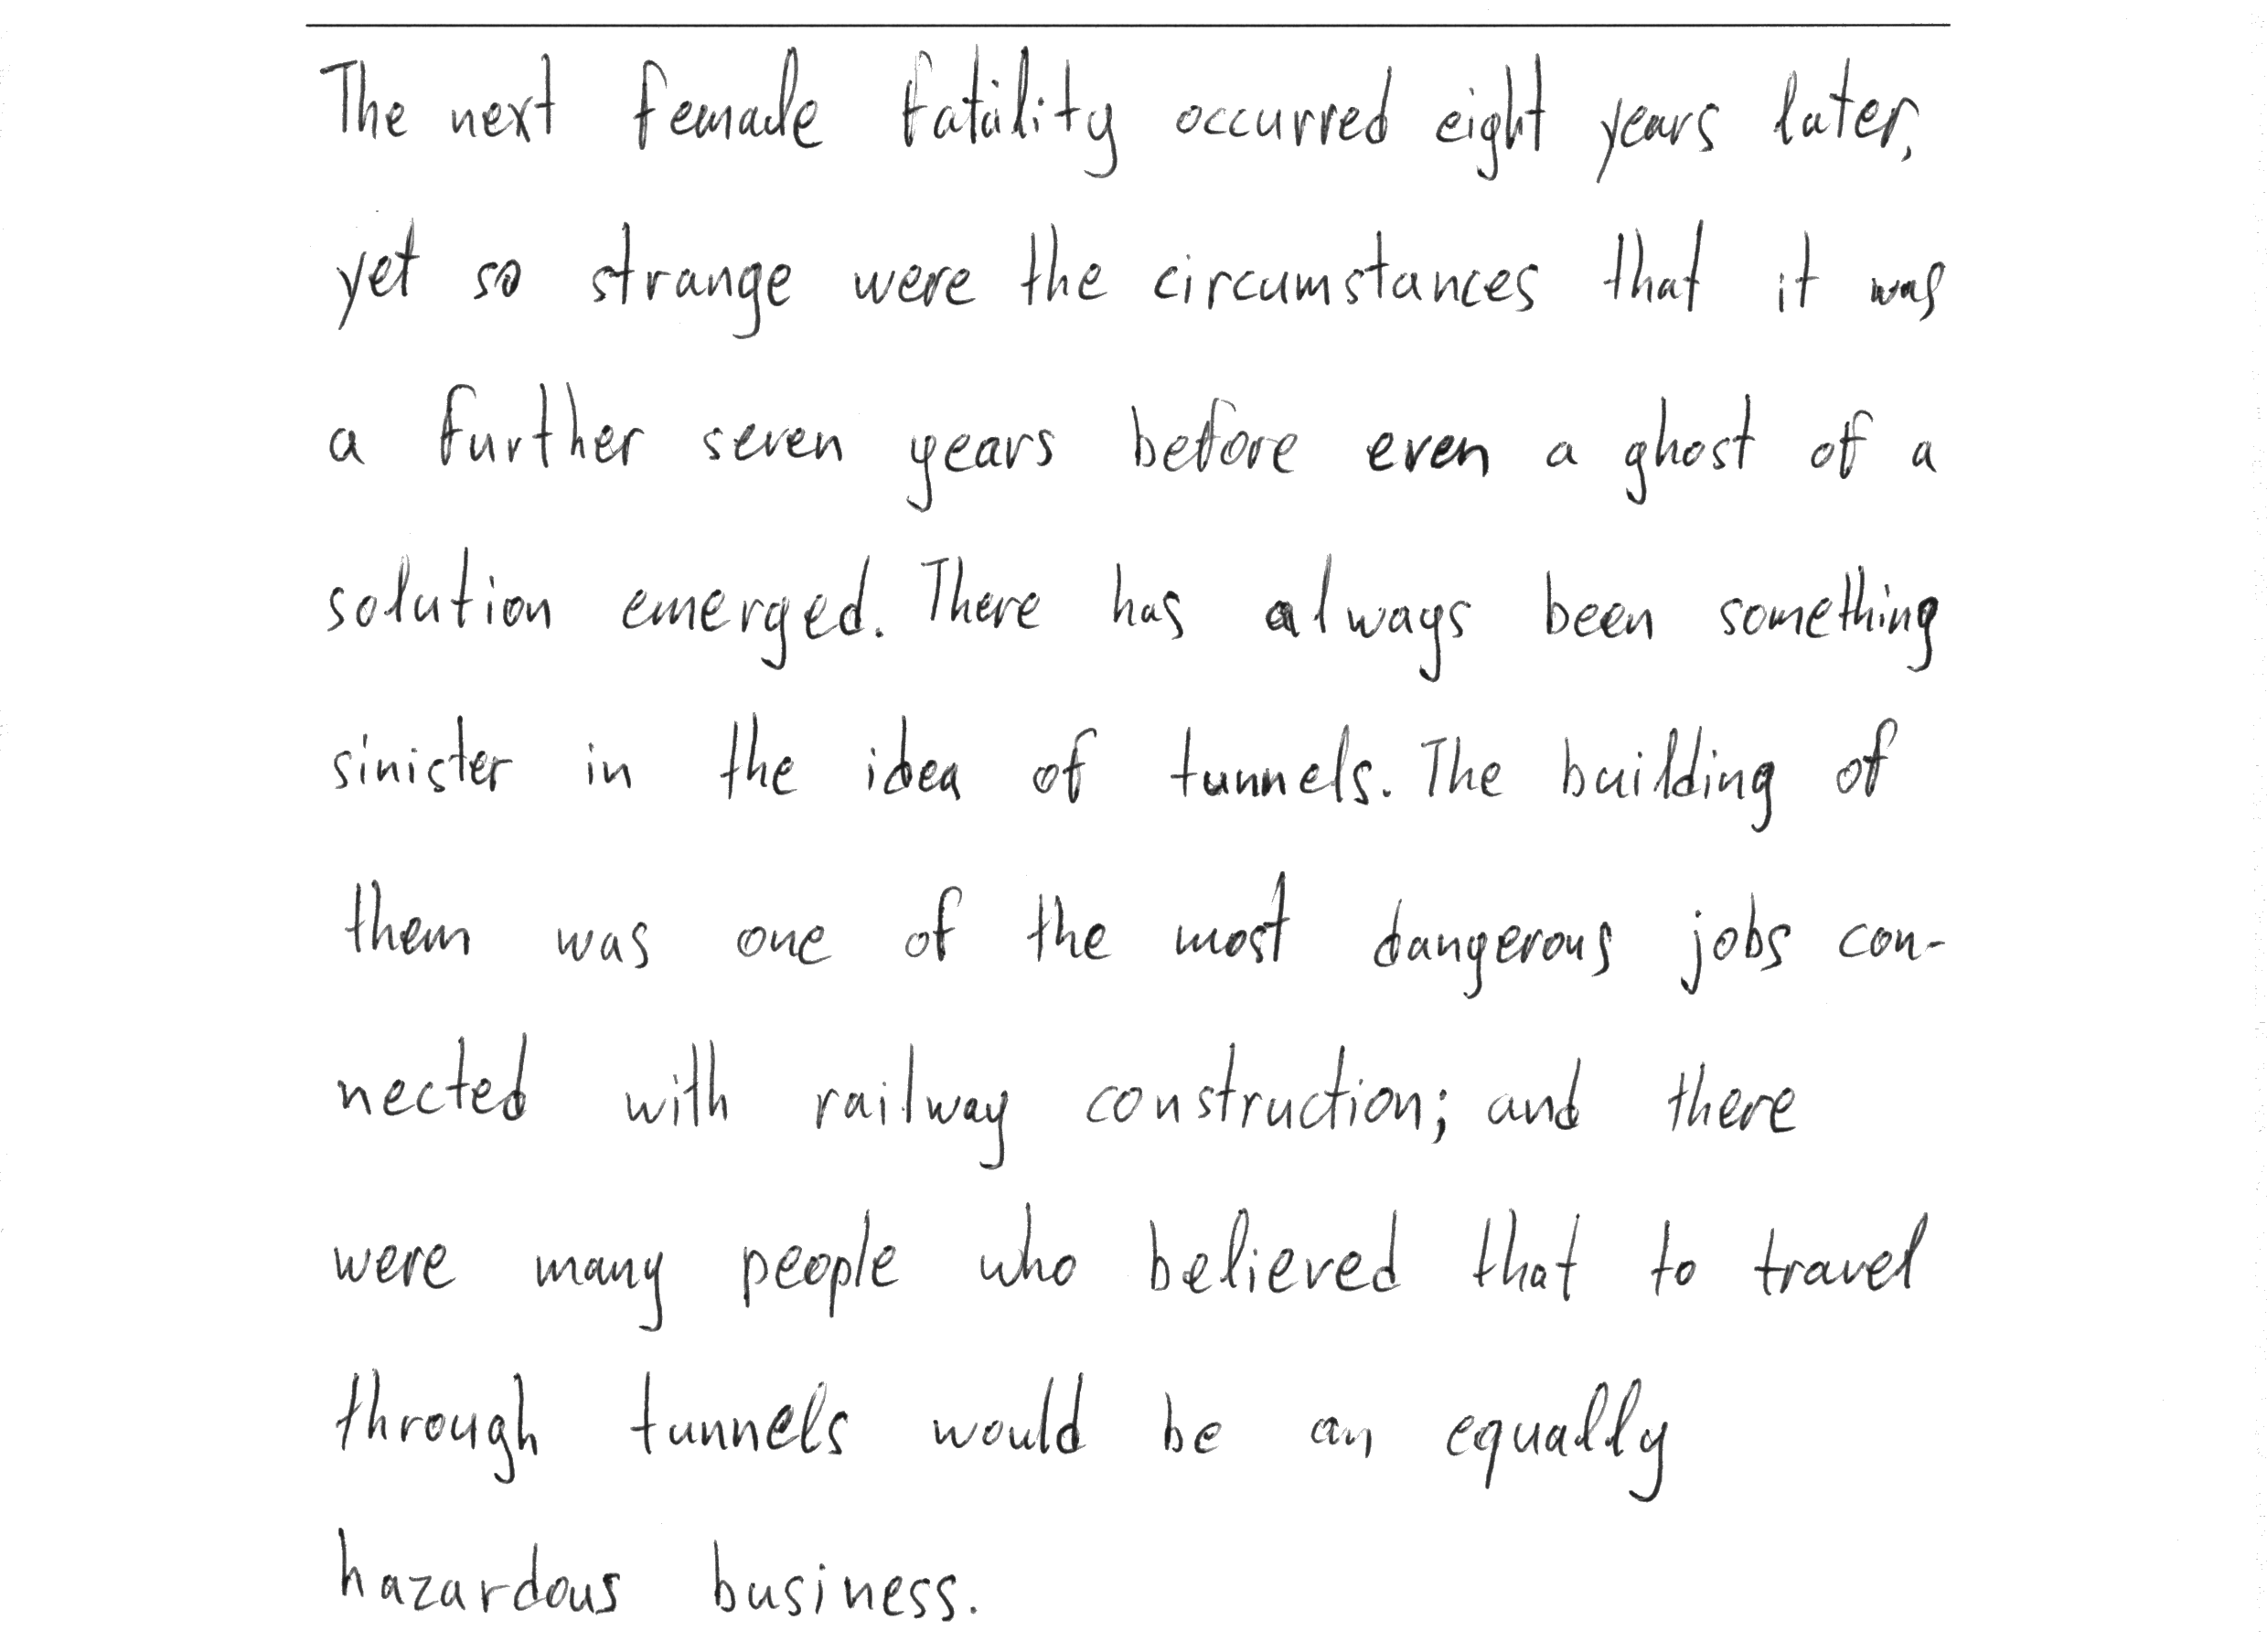 The next female fatality occurred eight years later,
yet so strange were the circumstances that it was
a further seven years before even a ghost of a
solution emerged. There has always been something
sinister in the idea of tunnels. The building of
them was one of the most dangerous jobs con-
nected with railway construction; and there
were many people who believed that to travel
through tunnels would be an equally
hazardous business.